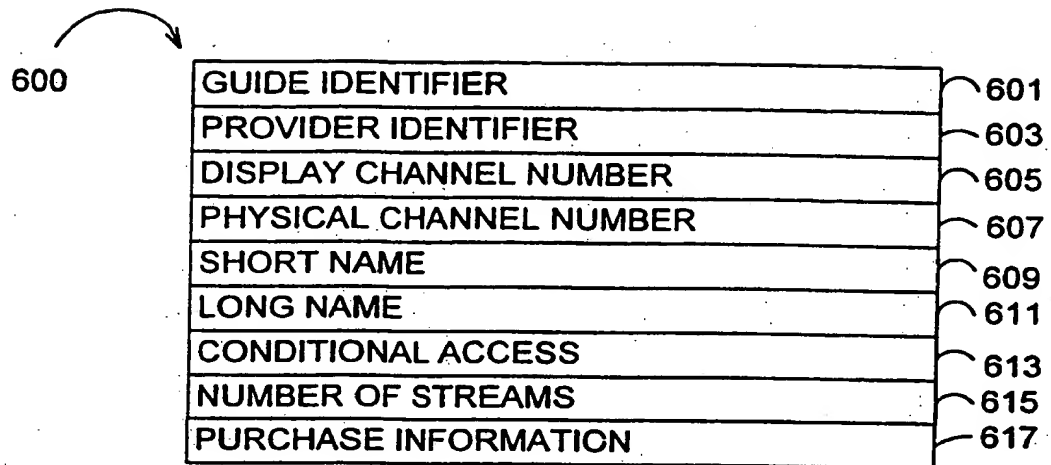 600
GUIDE IDENTIFIER 601
PROVIDER IDENTIFIER 603
DISPLAY CHANNEL NUMBER 605
PHYSICAL CHANNEL NUMBER 607
SHORT NAME 609
LONG NAME 611
CONDITIONAL ACCESS 613
NUMBER OF STREAMS 615
PURCHASE INFORMATION 617